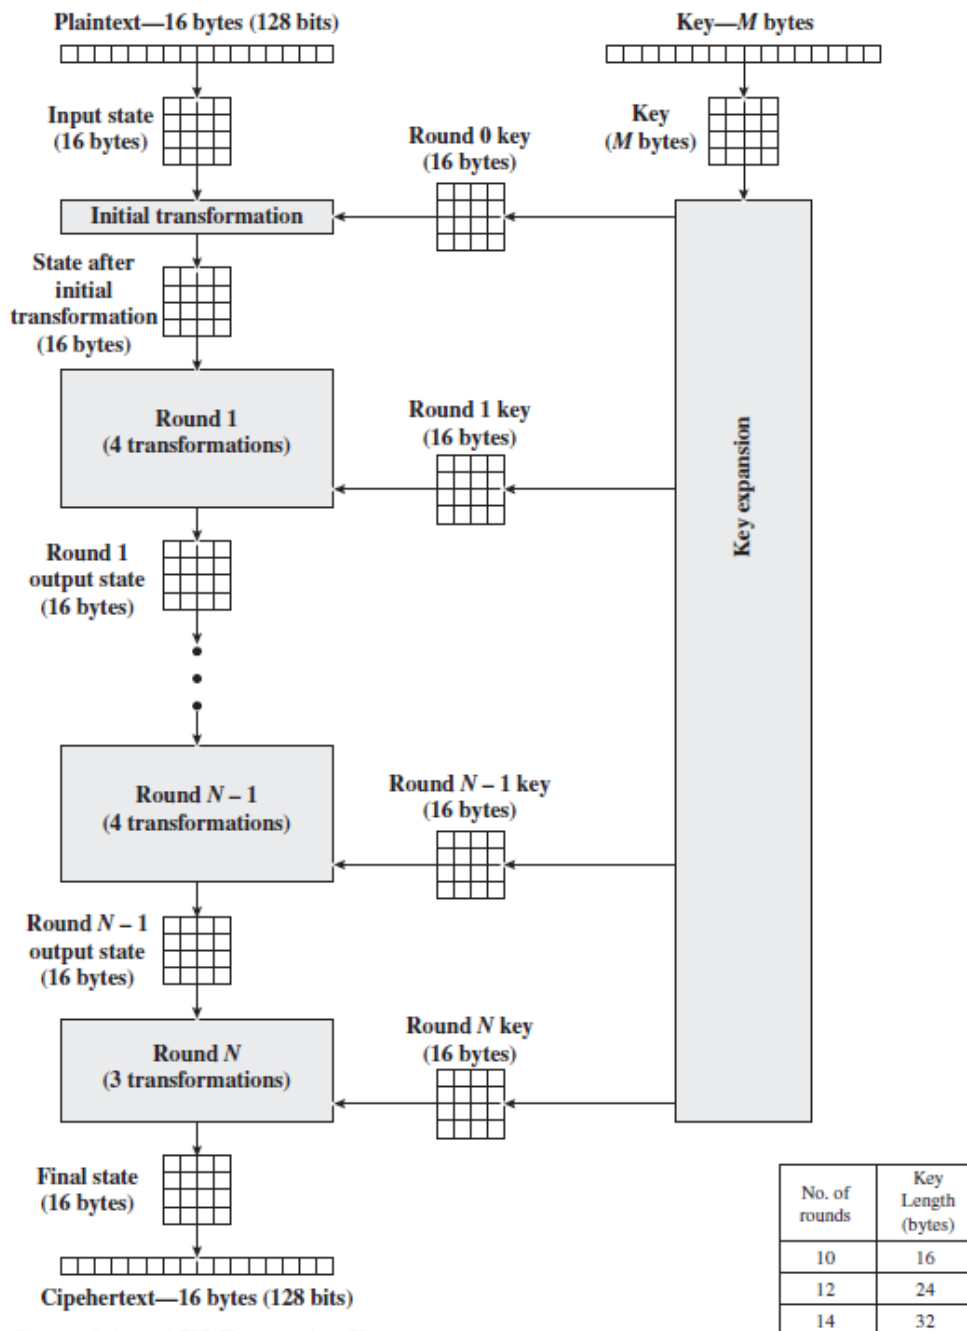 Plaintext—16 bytes (128 bits)
Key—M bytes
Input state
(16 bytes)
Key
(M bytes)
Round 0 key
(16 bytes)
Initial transformation
State after
initial
transformation
(16 bytes)
Round 1
(4 transformations)
Round 1 key
(16 bytes)
Key expansion
Round 1
output state
(16 bytes)
Round N – 1
(4 transformations)
Round N – 1 key
(16 bytes)
Round N – 1
output state
(16 bytes)
Round N
(3 transformations)
Round N key
(16 bytes)
Final state
(16 bytes)
Cipehertext—16 bytes (128 bits)
No. of
rounds
Key
Length
(bytes)
10 16
12 24
14 32